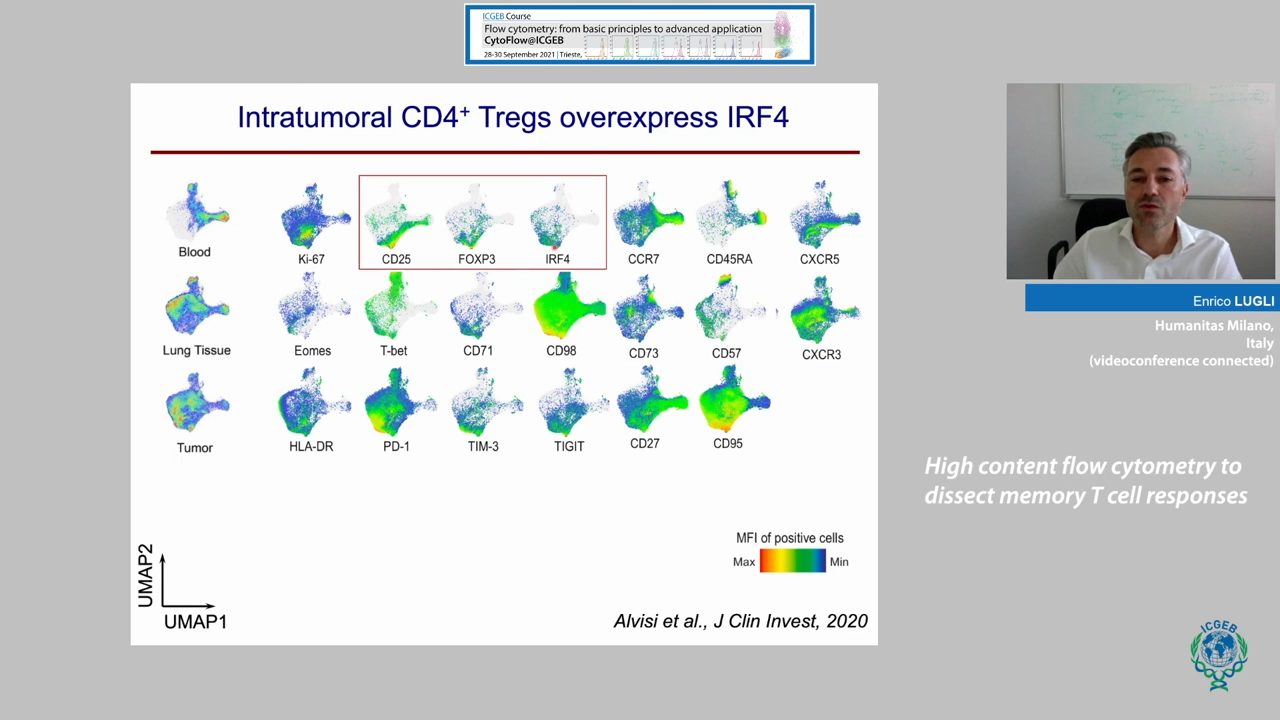 ICGEB Course
Flow cytometry: from basic principles to advanced application
CytoFlow@ICGEB
28-30 September 2021 | Trieste,
Intratumoral CD4+ Tregs overexpress IRF4
Blood
Ki-67
CD25
FOXP3
IRF4
CCR7
CD45RA
CXCR5
Lung Tissue
Eomes
T-bet
CD71
CD98
CD73
CD57
CXCR3
Tumor
HLA-DR
PD-1
TIM-3
TIGIT
CD27
CD95
MFI of positive cells
Max
Min
UMAP2
UMAP1
Alvisi et al., J Clin Invest, 2020
Enrico LUGLI
Humanitas Milano,
Italy
(videoconference connected)
High content flow cytometry to
dissect memory T cell responses
ICGEB